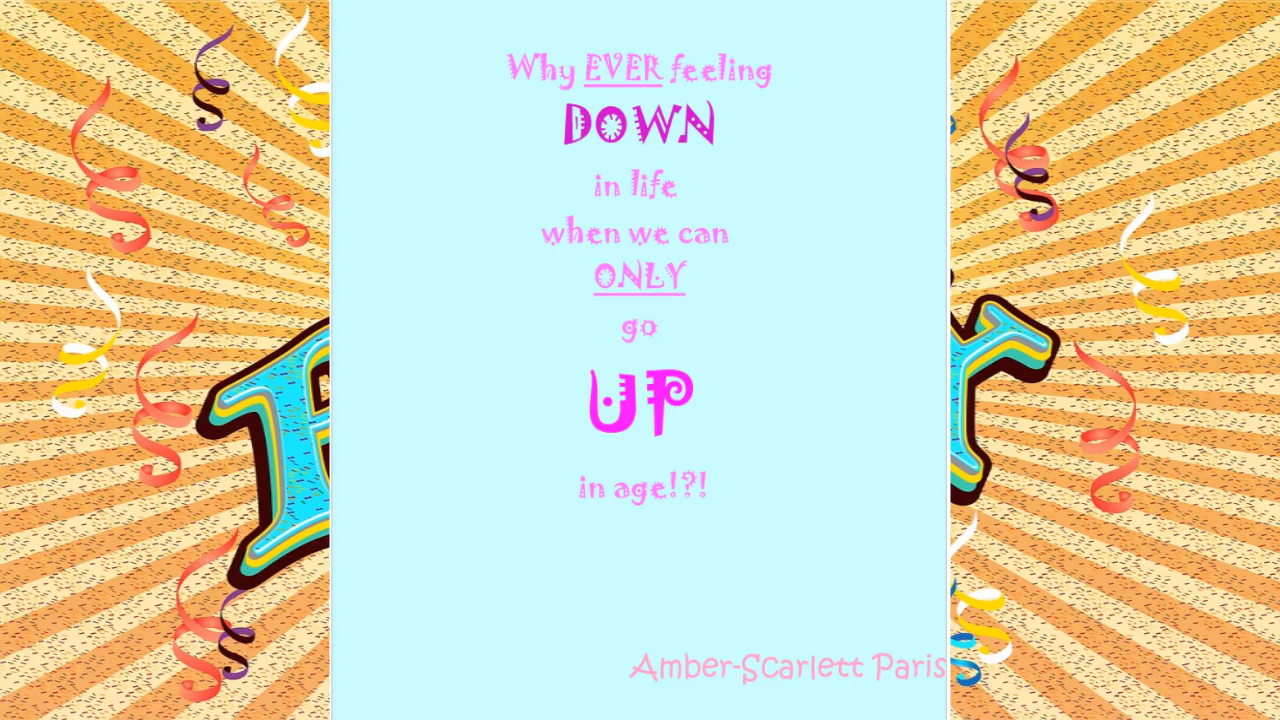 Why EVER feeling
DOWN
in life
when we can
ONLY
go
UP
in age!?!
Amber-Scarlett Paris